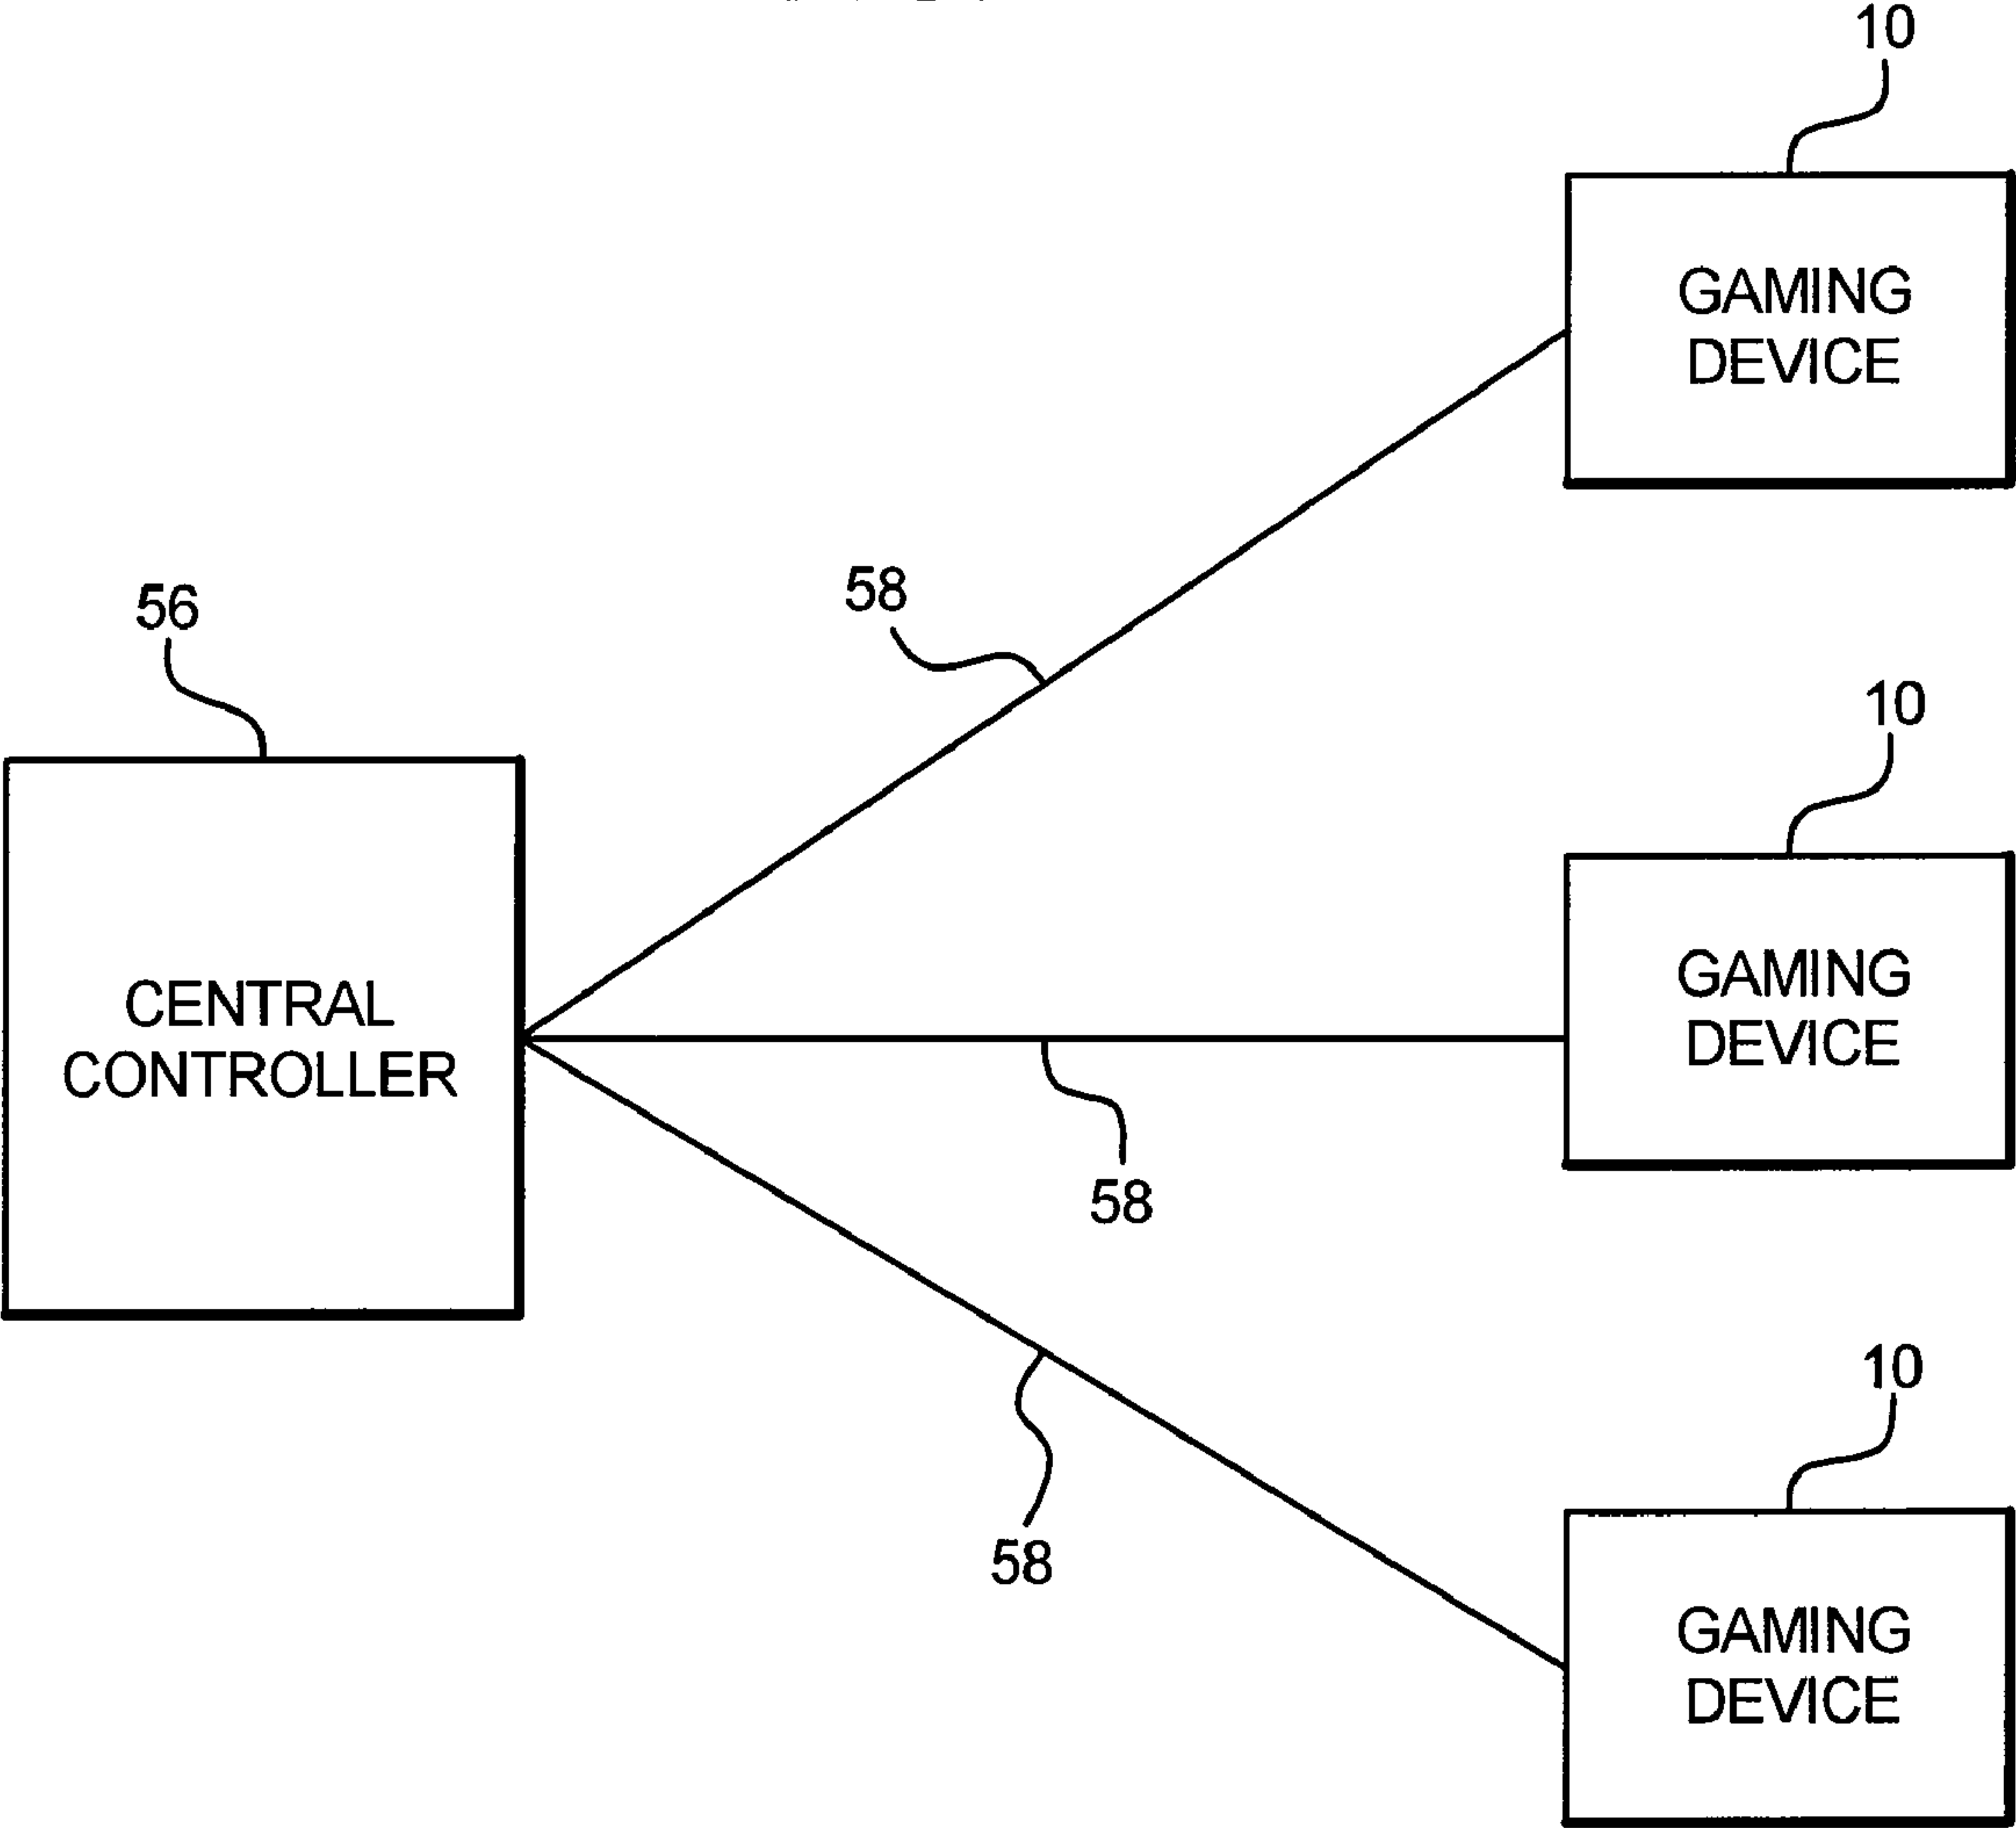 10
GAMING
DEVICE
58
56
10
CENTRAL
CONTROLLER
GAMING
DEVICE
58
10
58
GAMING
DEVICE